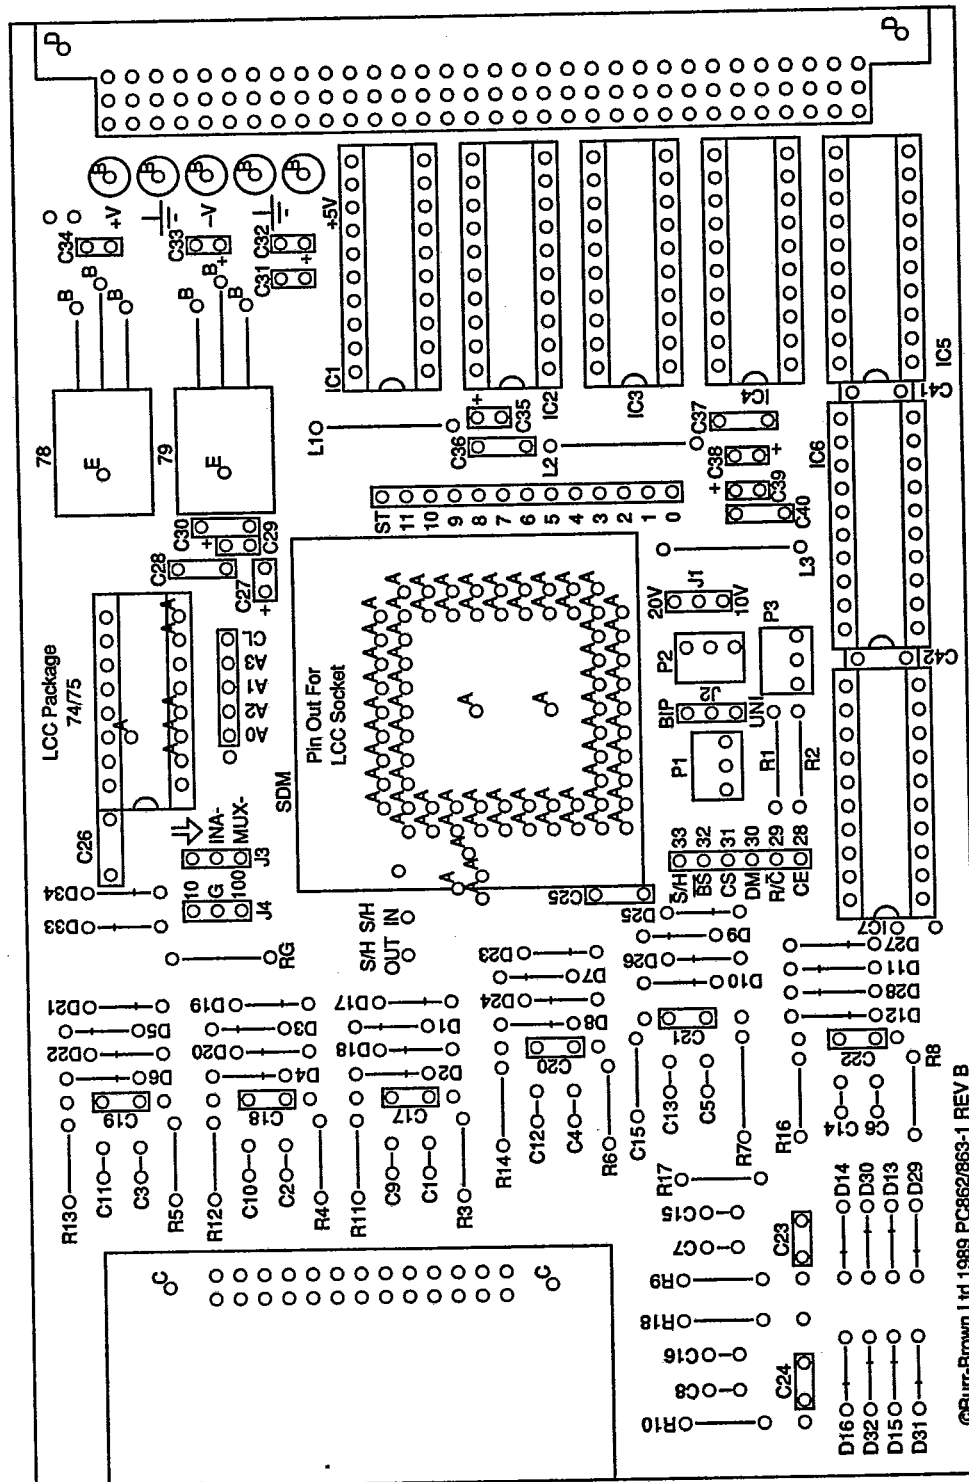 D
D
C34
+V
C33
-V
C32
C31
+5V
B
B
B
B
B
+
+
B
B
B
B
B
B
78
E
79
E
IC1
IC2
IC3
IC4
IC5
L1
C36
+
C35
L2
C37
C38
+
+
C39
C40
C41
IC6
C30
+
C29
C28
C27
+
ST
11
10
9
8
7
6
5
4
3
2
1
0
LCC Package
74/75
A
A
A
A
CL
A3
A1
A2
A0
SDM
Pin Out For
LCC Socket
A
A
20V
J1
10V
L3
P2
P3
BIP
J2
UNI
P1
R1
R2
C42
C26
INA-
MUX-
J3
10
G
100
J4
D34
D33
RG
S/H S/H
OUT IN
A
A
A
A
C25
S/H 33
BS 32
CS 31
DM 30
R/C 29
CE 28
IC7
D25
D9
D26
D10
D23
D7
D24
D8
D27
D11
D28
D12
D21
D5
D22
D6
D19
D3
D20
D4
D17
D1
D18
D2
C19
C18
C17
C20
C21
C22
R13
C11
C3
R5
R12
C10
C2
R4
R11
C9
C1
R3
R14
C12
C4
R6
C15
C13
C5
R7
R16
C14
C6
R8
C
C
R17
C15
C7
R9
C23
R18
C16
C8
R10
C24
D14
D30
D13
D29
D16
D32
D15
D31
©Burr-Brown Ltd 1989 PC862/863-1 REV B